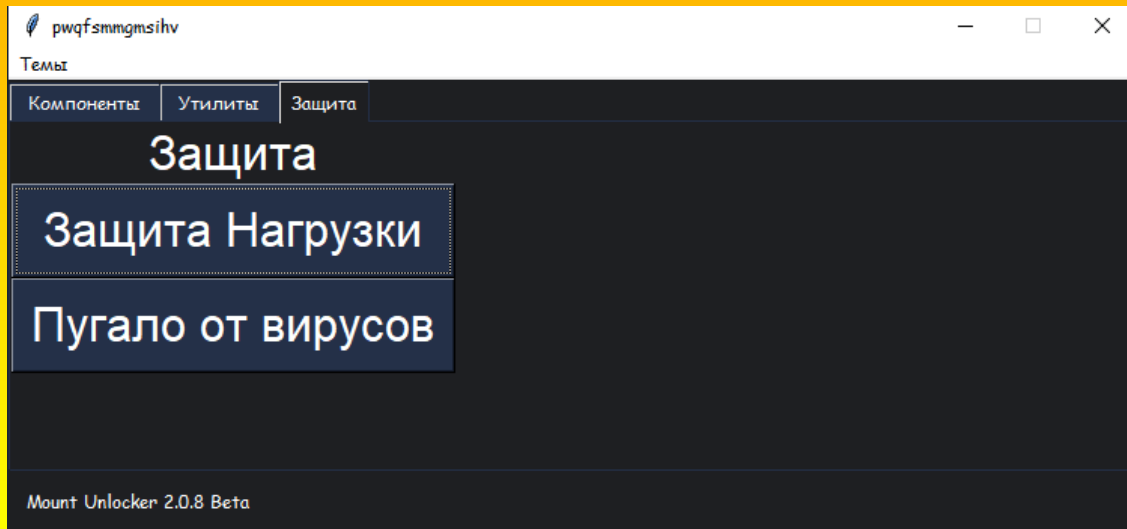 pwqfsmmgmsihv
Темы
Компоненты Утилиты Защита
Защита
Защита Нагрузки
Пугало от вирусов
Mount Unlocker 2.0.8 Beta